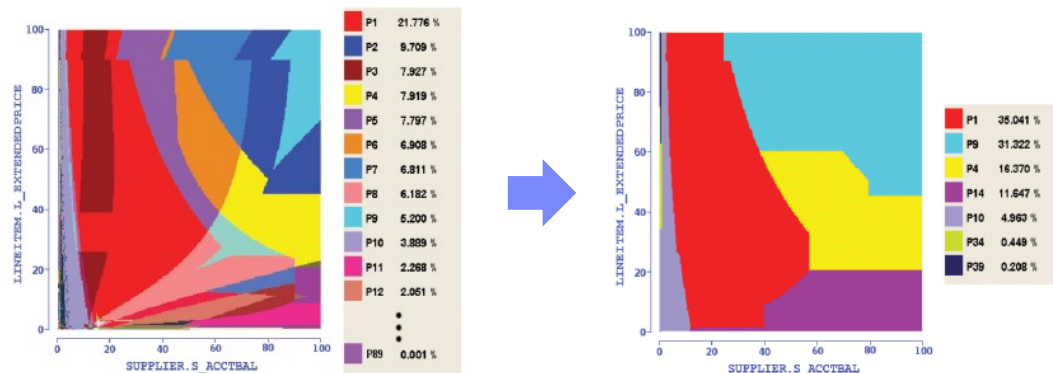 100
80
60
40
20
0
LINEITEM.L_EXTENDEDPRICE
0 20 40 60 80 100
SUPPLIER.S_ACCTBAL
P1 21.776 %
P2 9.709 %
P3 7.927 %
P4 7.919 %
P5 7.797 %
P6 6.908 %
P7 6.811 %
P8 6.182 %
P9 5.200 %
P10 3.889 %
P11 2.268 %
P12 2.051 %
P89 0.001 %
100
80
60
40
20
0
LINEITEM.L_EXTENDEDPRICE
0 20 40 60 80 100
SUPPLIER.S_ACCTBAL
P1 35.041 %
P9 31.322 %
P4 16.370 %
P14 11.647 %
P10 4.963 %
P34 0.449 %
P39 0.208 %